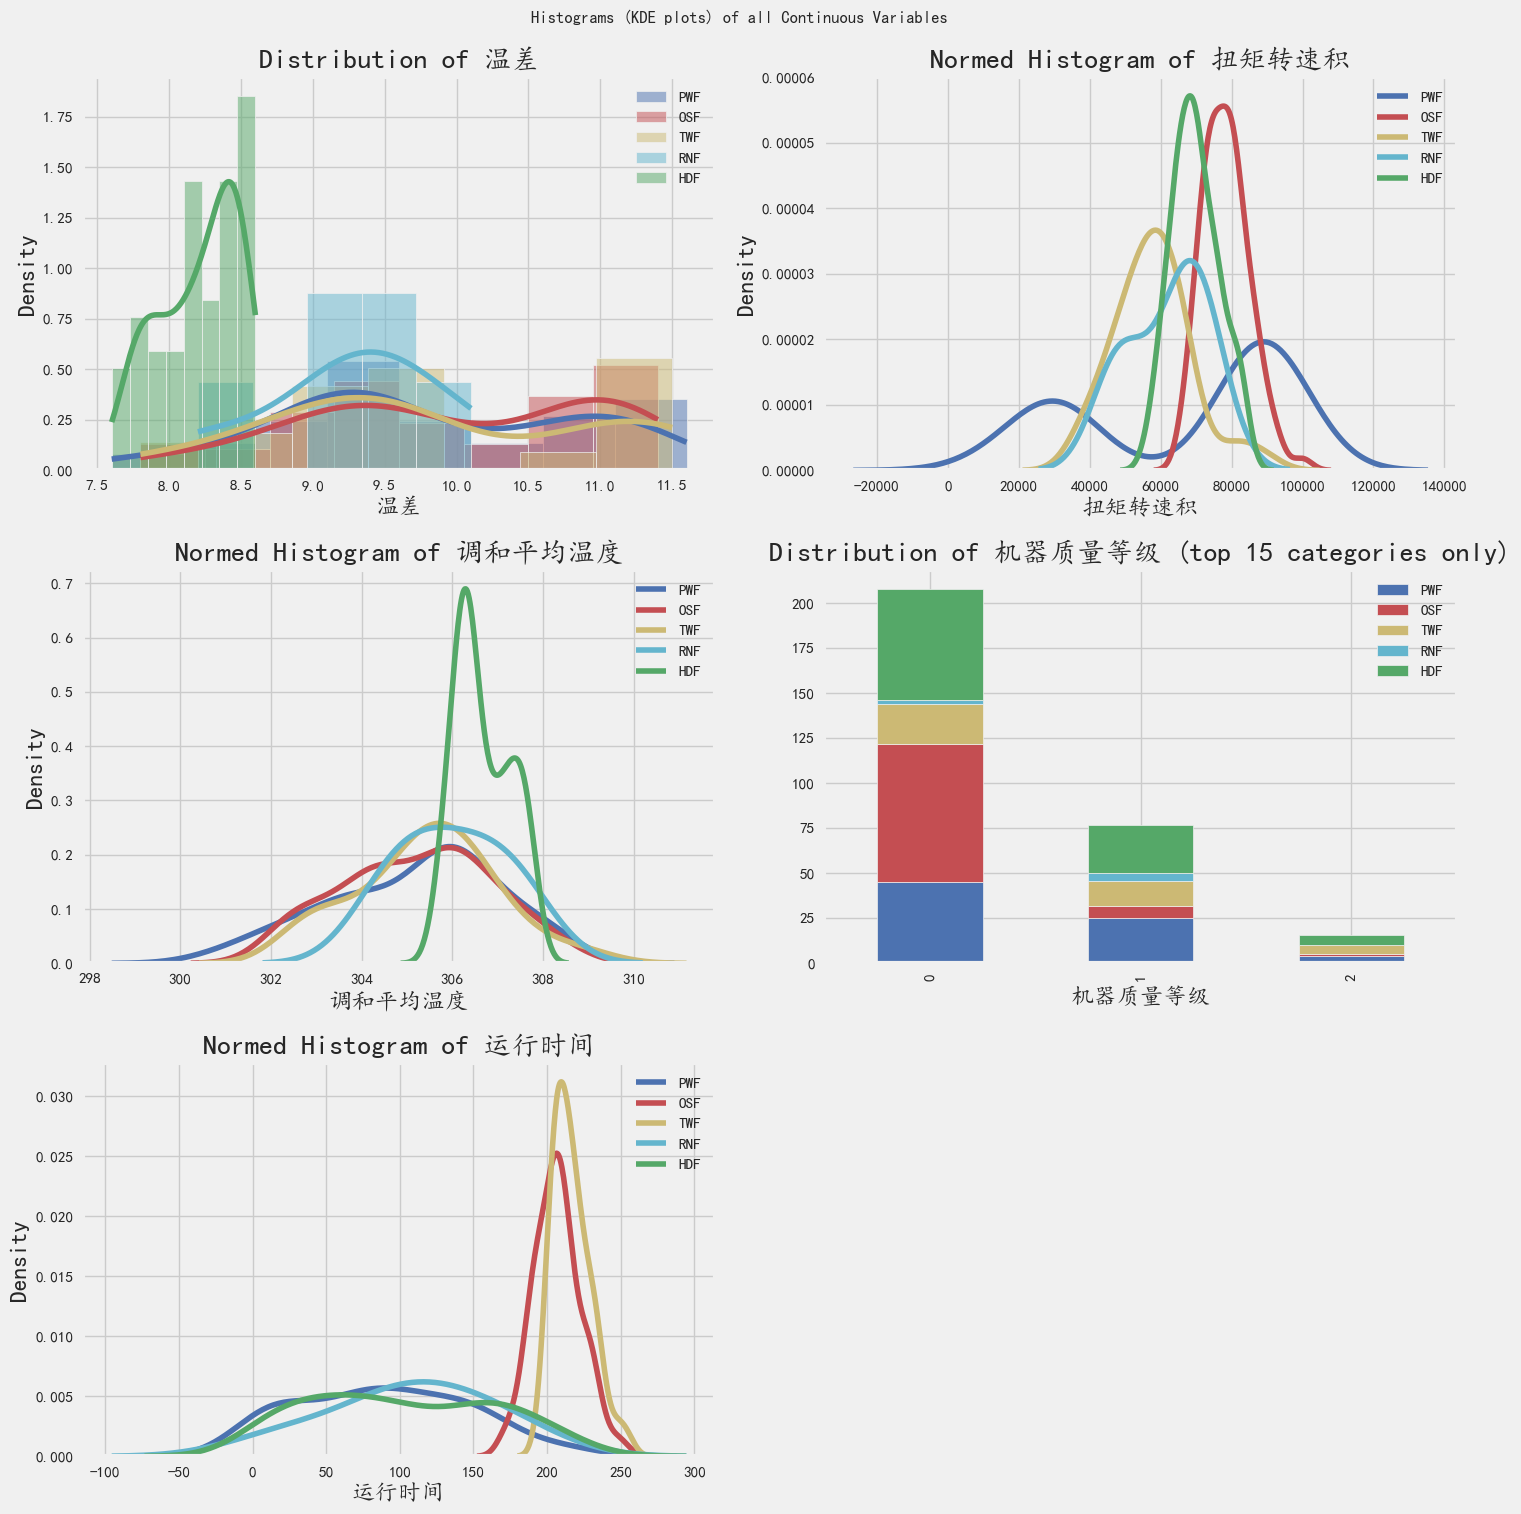 Histograms (KDE plots) of all Continuous Variables
Distribution of 温差
PWF
OSF
TWF
RNF
HDF
Density
1.75
1.50
1.25
1.00
0.75
0.50
0.25
0.00
7.5 8.0 8.5 9.0 9.5 10.0 10.5 11.0 11.5
温差
Normed Histogram of 扭矩转速积
PWF
OSF
TWF
RNF
HDF
Density
0.00006
0.00005
0.00004
0.00003
0.00002
0.00001
0.00000
-20000 0 20000 40000 60000 80000 100000 120000 140000
扭矩转速积
Normed Histogram of 调和平均温度
PWF
OSF
TWF
RNF
HDF
Density
0.7
0.6
0.5
0.4
0.3
0.2
0.1
0.0
298 300 302 304 306 308 310
调和平均温度
Distribution of 机器质量等级 (top 15 categories only)
PWF
OSF
TWF
RNF
HDF
200
175
150
125
100
75
50
25
0
0 1 2
机器质量等级
Normed Histogram of 运行时间
PWF
OSF
TWF
RNF
HDF
Density
0.030
0.025
0.020
0.015
0.010
0.005
0.000
-100 -50 0 50 100 150 200 250 300
运行时间